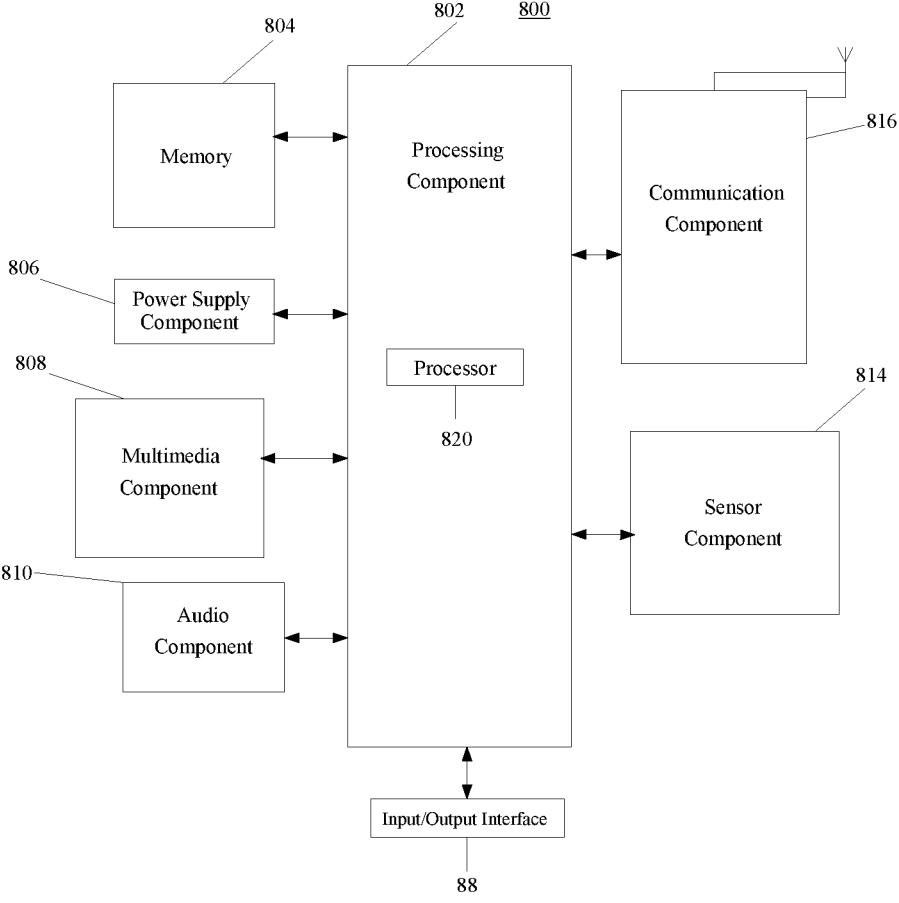 802
800
804
Memory
Processing
Component
816
Communication
Component
806
Power Supply
Component
808
Processor
820
814
Multimedia
Component
Sensor
Component
810
Audio
Component
Input/Output Interface
88